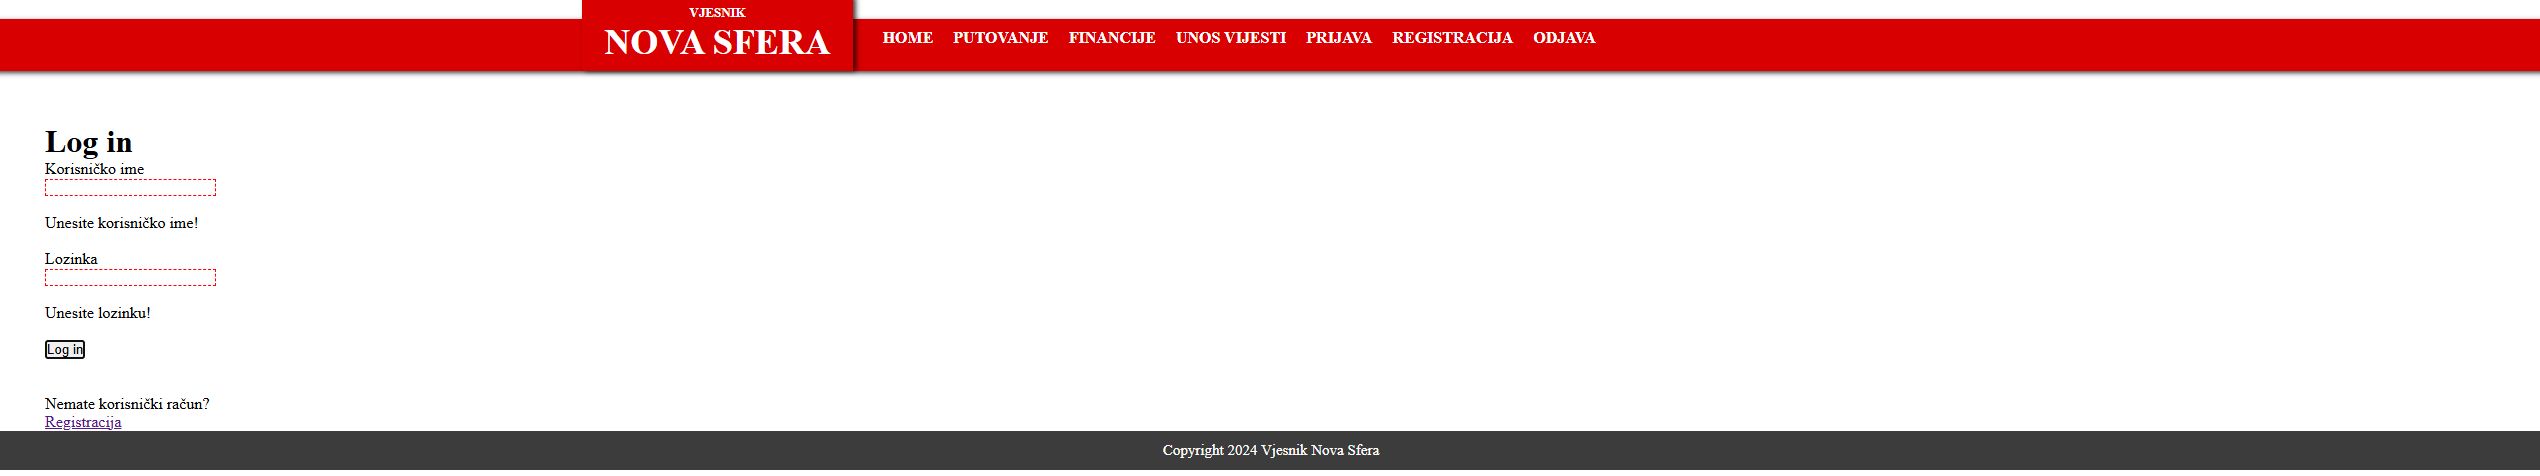 VJESNIK
NOVA SFERA
HOME PUTOVANJE FINANCIJE UNOS VIJESTI PRIJAVA REGISTRACIJA ODJAVA
Log in
Korisničko ime
Unesite korisničko ime!
Lozinka
Unesite lozinku!
Log in
Nemate korisnički račun?
Registracija
Copyright 2024 Vjesnik Nova Sfera